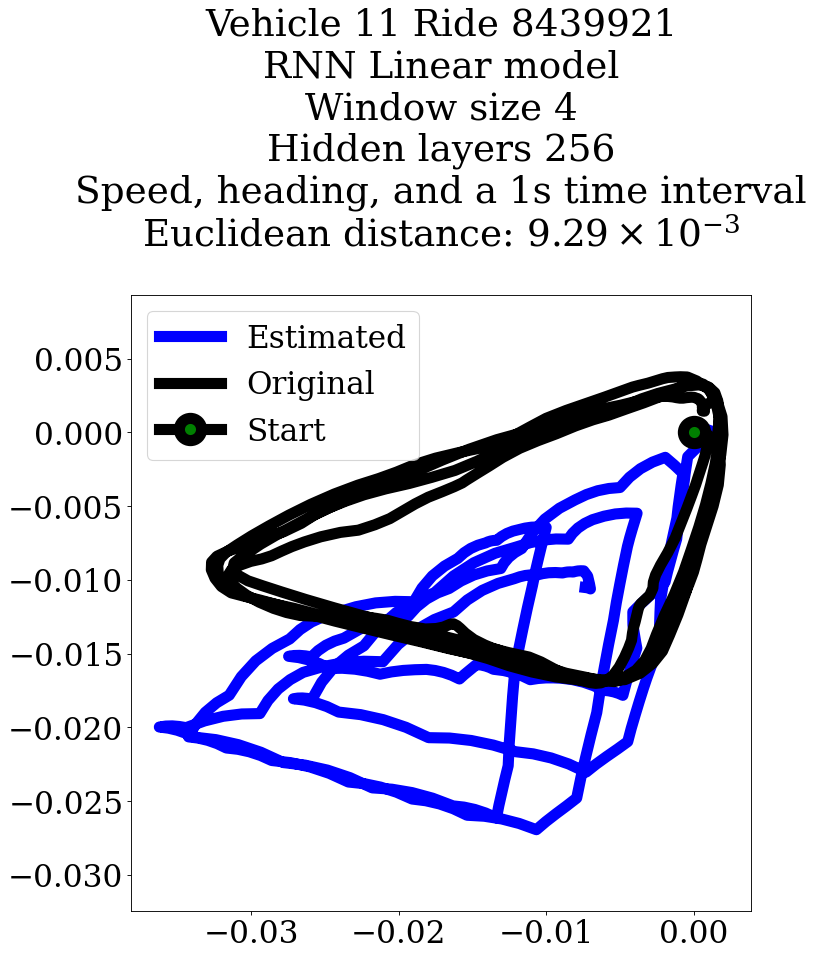 Vehicle 11 Ride 8439921
RNN Linear model
Window size 4
Hidden layers 256
Speed, heading, and a 1s time interval
Euclidean distance: 9.29 × 10⁻³
Estimated
Original
Start
0.005
0.000
−0.005
−0.010
−0.015
−0.020
−0.025
−0.030
−0.03 −0.02 −0.01 0.00